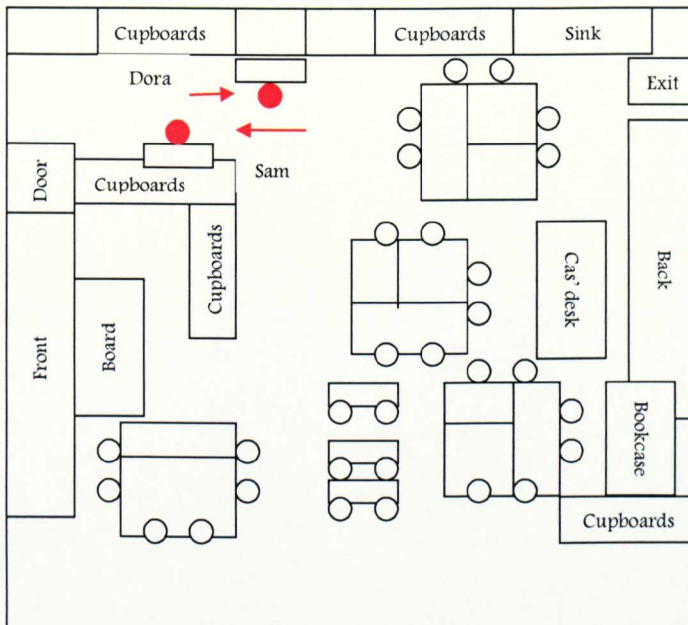 Cupboards
Cupboards
Sink
Dora
Exit
Sam
Door
Cupboards
Cupboards
Cas' desk
Back
Front
Board
Bookcase
Cupboards